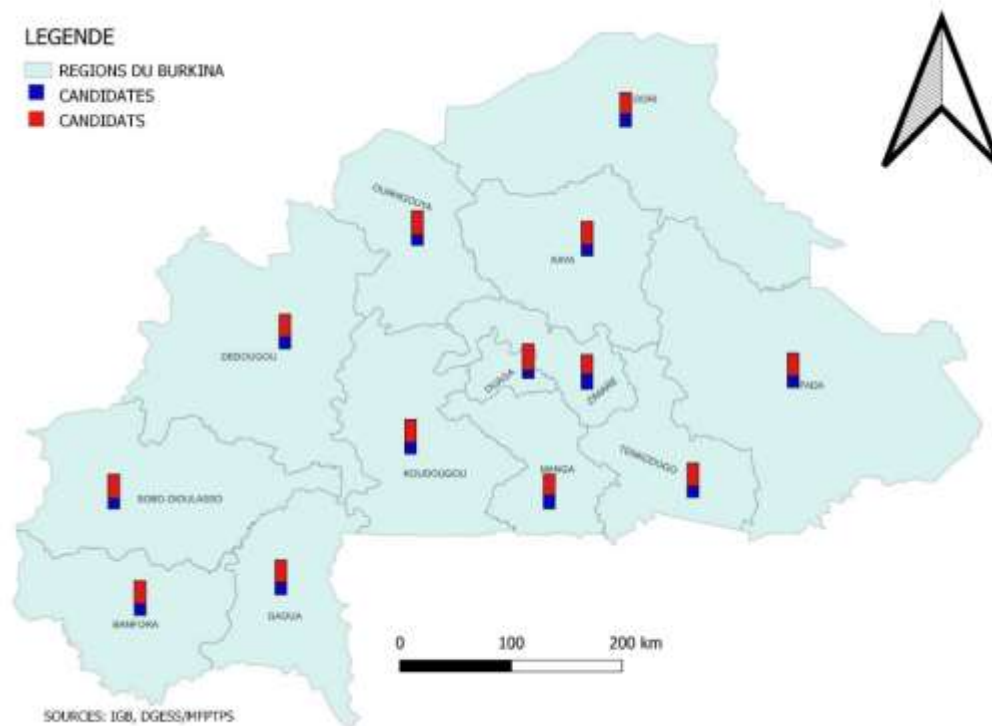 LEGENDE
REGIONS DU BURKINA
CANDIDATES
CANDIDATS
DORI
OUAHIGOUYA
KAYA
DEDOUGOU
OUAGA
ZINIARE
FADA
KOUDOUGOU
MANGA
TENKODOGO
BOBO-DIOULASSO
BANFORA
GAOUA
0 100 200 km
SOURCES: IGB, DGESS/MFPTPS